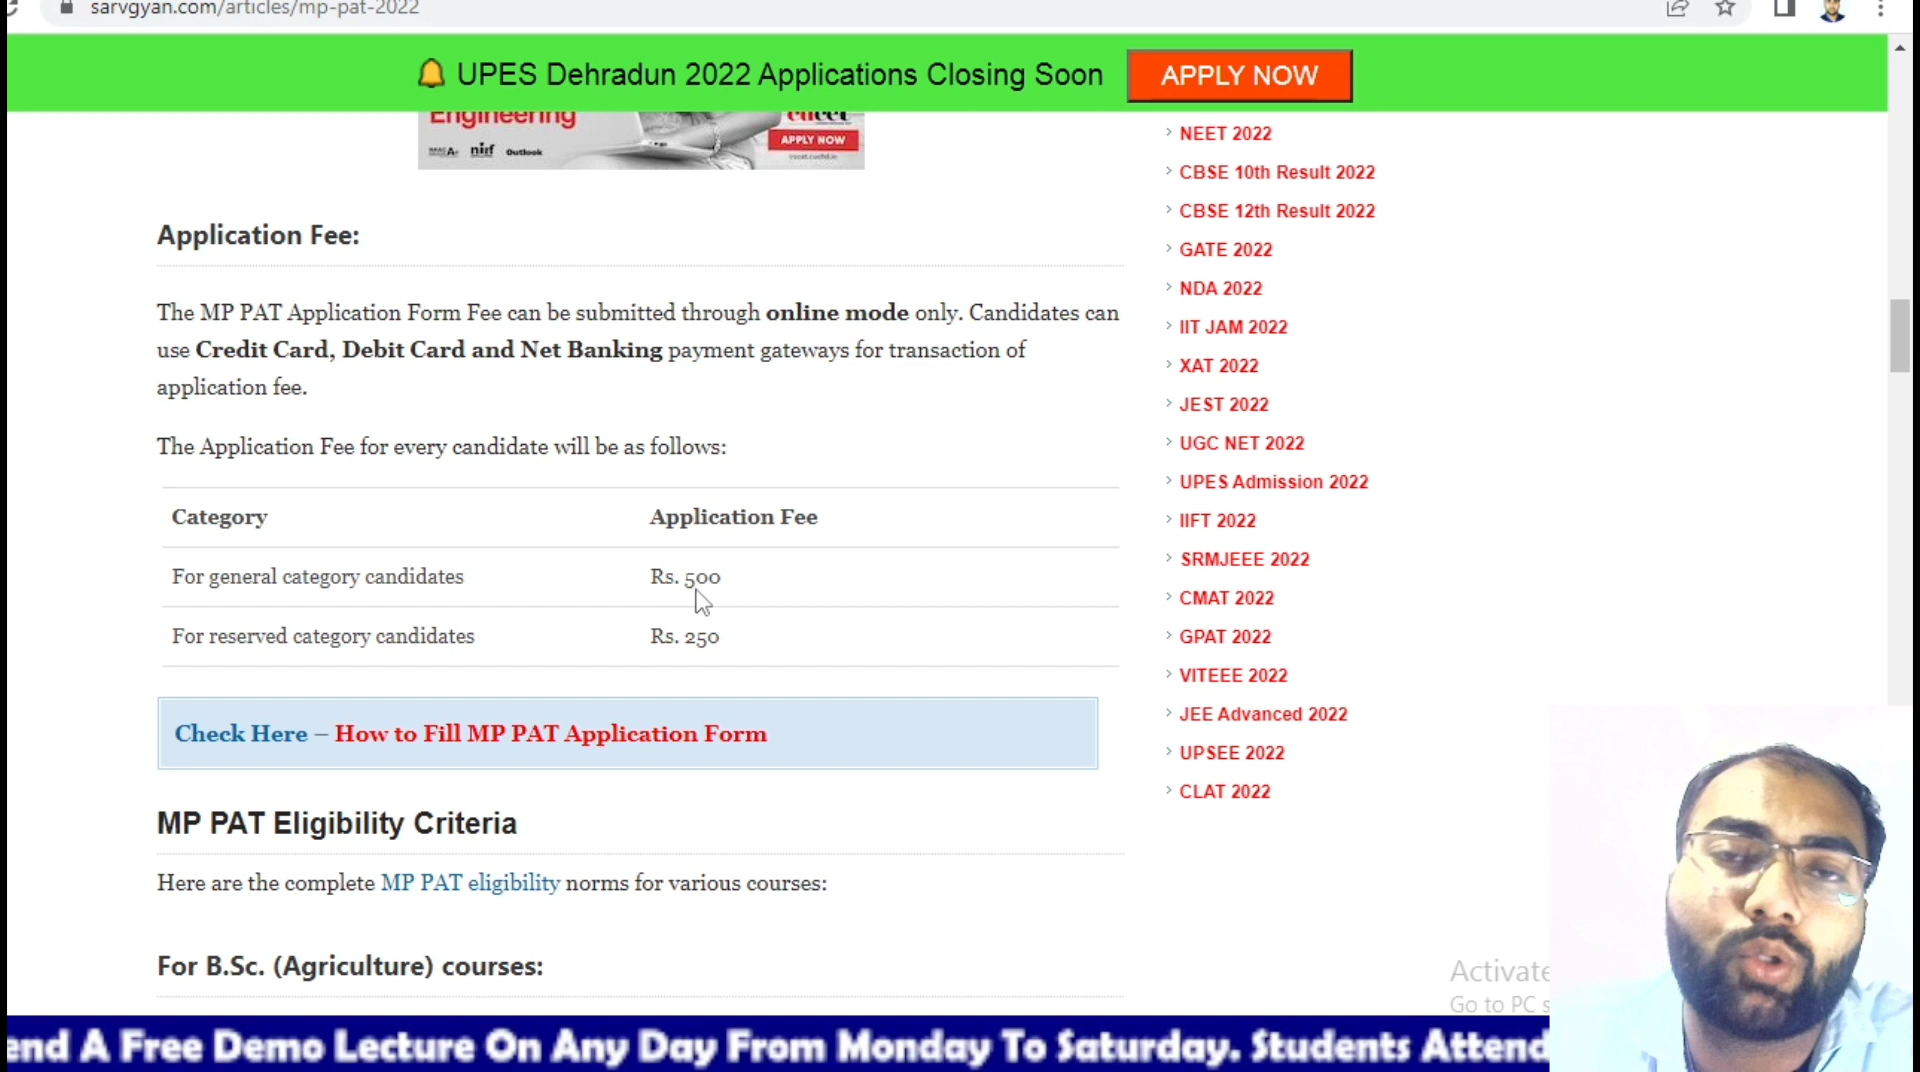 sarvgyan.com/articles/mp-pat-2022
UPES Dehradun 2022 Applications Closing Soon
APPLY NOW
Engineering
cucet
APPLY NOW
A+ nirf Outlook
Application Fee:
The MP PAT Application Form Fee can be submitted through online mode only. Candidates can
use Credit Card, Debit Card and Net Banking payment gateways for transaction of
application fee.
The Application Fee for every candidate will be as follows:
Category Application Fee
For general category candidates Rs. 500
For reserved category candidates Rs. 250
Check Here – How to Fill MP PAT Application Form
MP PAT Eligibility Criteria
Here are the complete MP PAT eligibility norms for various courses:
For B.Sc. (Agriculture) courses:
NEET 2022
CBSE 10th Result 2022
CBSE 12th Result 2022
GATE 2022
NDA 2022
IIT JAM 2022
XAT 2022
JEST 2022
UGC NET 2022
UPES Admission 2022
IIFT 2022
SRMJEEE 2022
CMAT 2022
GPAT 2022
VITEEE 2022
JEE Advanced 2022
UPSEE 2022
CLAT 2022
Activate
Go to PC s
end A Free Demo Lecture On Any Day From Monday To Saturday. Students Attend